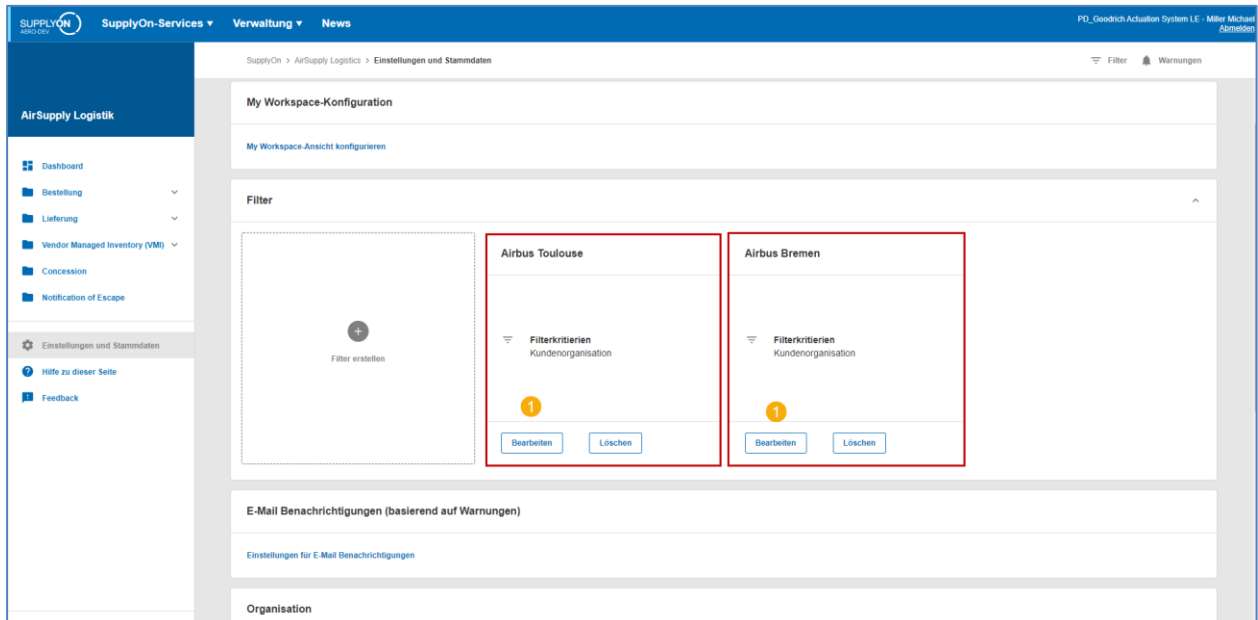 SUPPLYON
AERO-DEV
SupplyOn-Services ▾ Verwaltung ▾ News
PD_Goodrich Actuation System LE - Miller Michael
Abmelden
SupplyOn > AirSupply Logistics > Einstellungen und Stammdaten
Filter
Warnungen
AirSupply Logistik
Dashboard
Bestellung
Lieferung
Vendor Managed Inventory (VMI)
Concession
Notification of Escape
Einstellungen und Stammdaten
Hilfe zu dieser Seite
Feedback
My Workspace-Konfiguration
My Workspace-Ansicht konfigurieren
Filter
Filter erstellen
Airbus Toulouse
Filterkritierien
Kundenorganisation
1
Bearbeiten Löschen
Airbus Bremen
Filterkritierien
Kundenorganisation
1
Bearbeiten Löschen
E-Mail Benachrichtigungen (basierend auf Warnungen)
Einstellungen für E-Mail Benachrichtigungen
Organisation